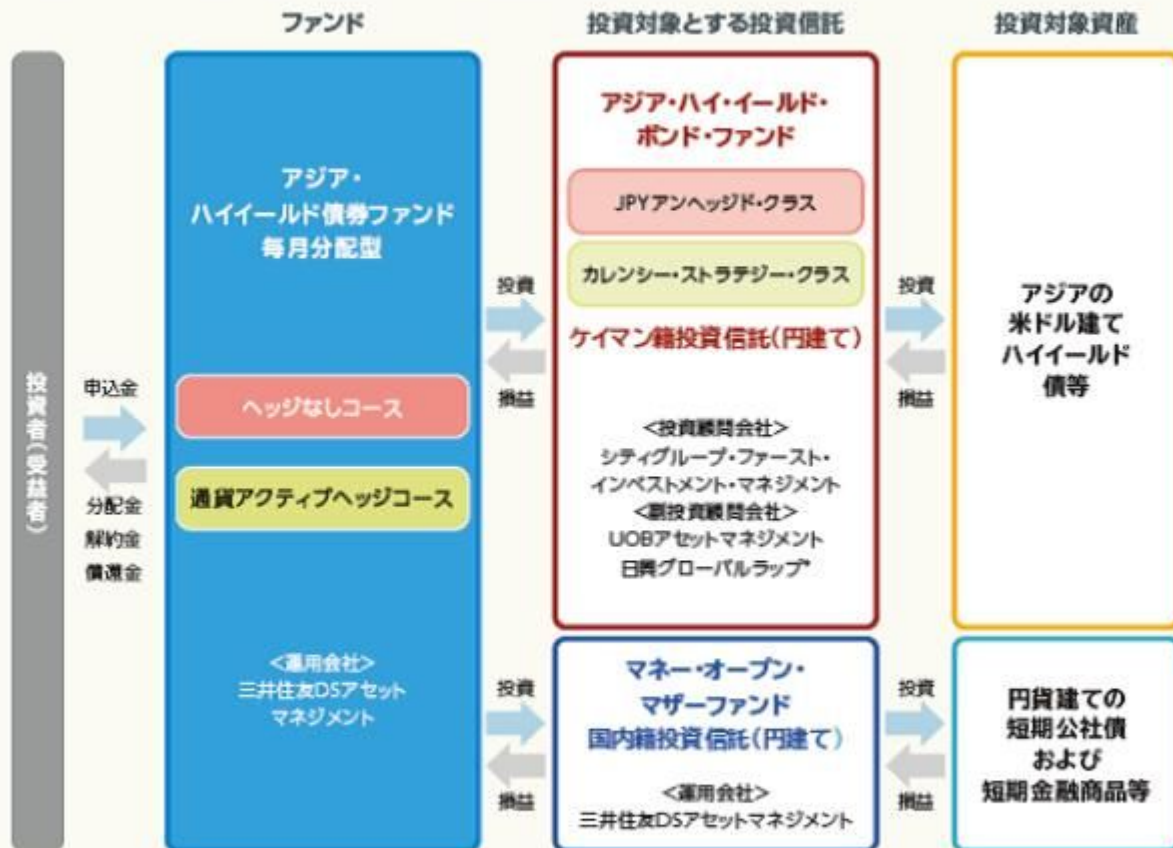 ファンド
投資対象とする投資信託
投資対象資産
投資者(受益者)
申込金
分配金
解約金
償還金
アジア・
ハイイールド債券ファンド
毎月分配型
ヘッジなしコース
通貨アクティブヘッジコース
<運用会社>
三井住友DSアセット
マネジメント
投資
損益
アジア・ハイ・イールド・
ボンド・ファンド
JPYアンヘッジド・クラス
カレンシー・ストラテジー・クラス
ケイマン籍投資信託(円建て)
<投資顧問会社>
シティグループ・ファースト・
インベストメント・マネジメント
<副投資顧問会社>
UOBアセットマネジメント
日興グローバルラップ*
投資
損益
アジアの
米ドル建て
ハイイールド
債等
投資
損益
マネー・オープン・
マザーファンド
国内籍投資信託(円建て)
<運用会社>
三井住友DSアセットマネジメント
投資
損益
円貨建ての
短期公社債
および
短期金融商品等